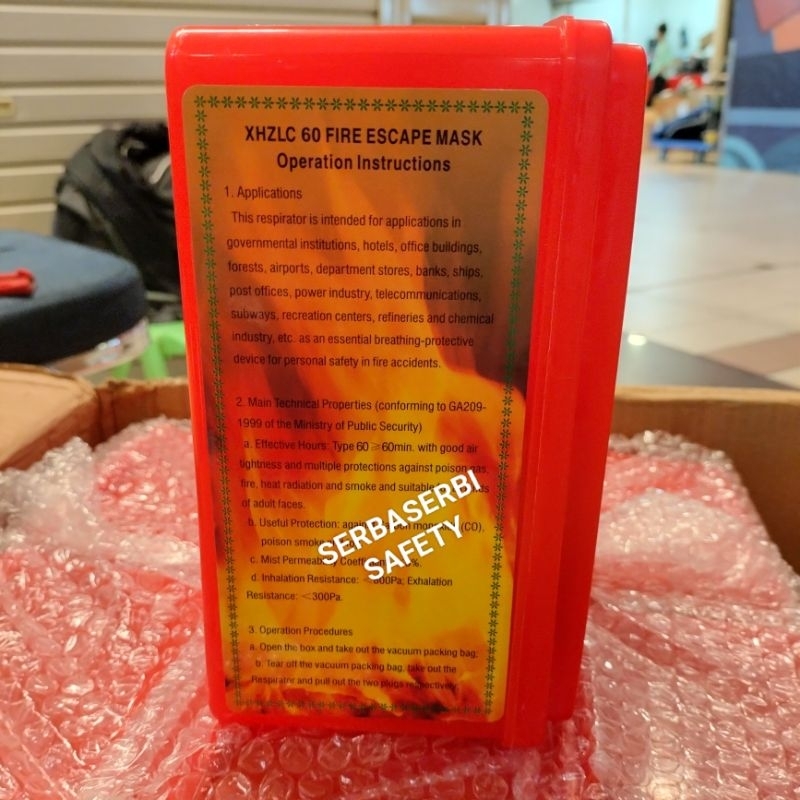 XHZLC 60 FIRE ESCAPE MASK
Operation Instructions
1. Applications
This respirator is intended for applications in
governmental institutions, hotels, office buildings,
forests, airports, department stores, banks, ships,
post offices, power industry, telecommunications,
subways, recreation centers, refineries and chemical
industry, etc. as an essential breathing-protective
device for personal safety in fire accidents.
2. Main Technical Properties (conforming to GA209-
1999 of the Ministry of Public Security)
a. Effective Hours: Type 60 ≥60min. with good air
tightness and multiple protections against poison gas,
fire, heat radiation and smoke and suitable
of adult faces.
b. Useful Protection: (CO),
poison smoke
c. Mist Permeability
d. Inhalation Resistance: Exhalation
Resistance: <300Pa.
3. Operation Procedures
a. Open the box and take out the vacuum packing bag;
b. Tear off the vacuum packing bag, take out the
Respirator and pull out the two plugs respectively;
SERBASERBI
SAFETY